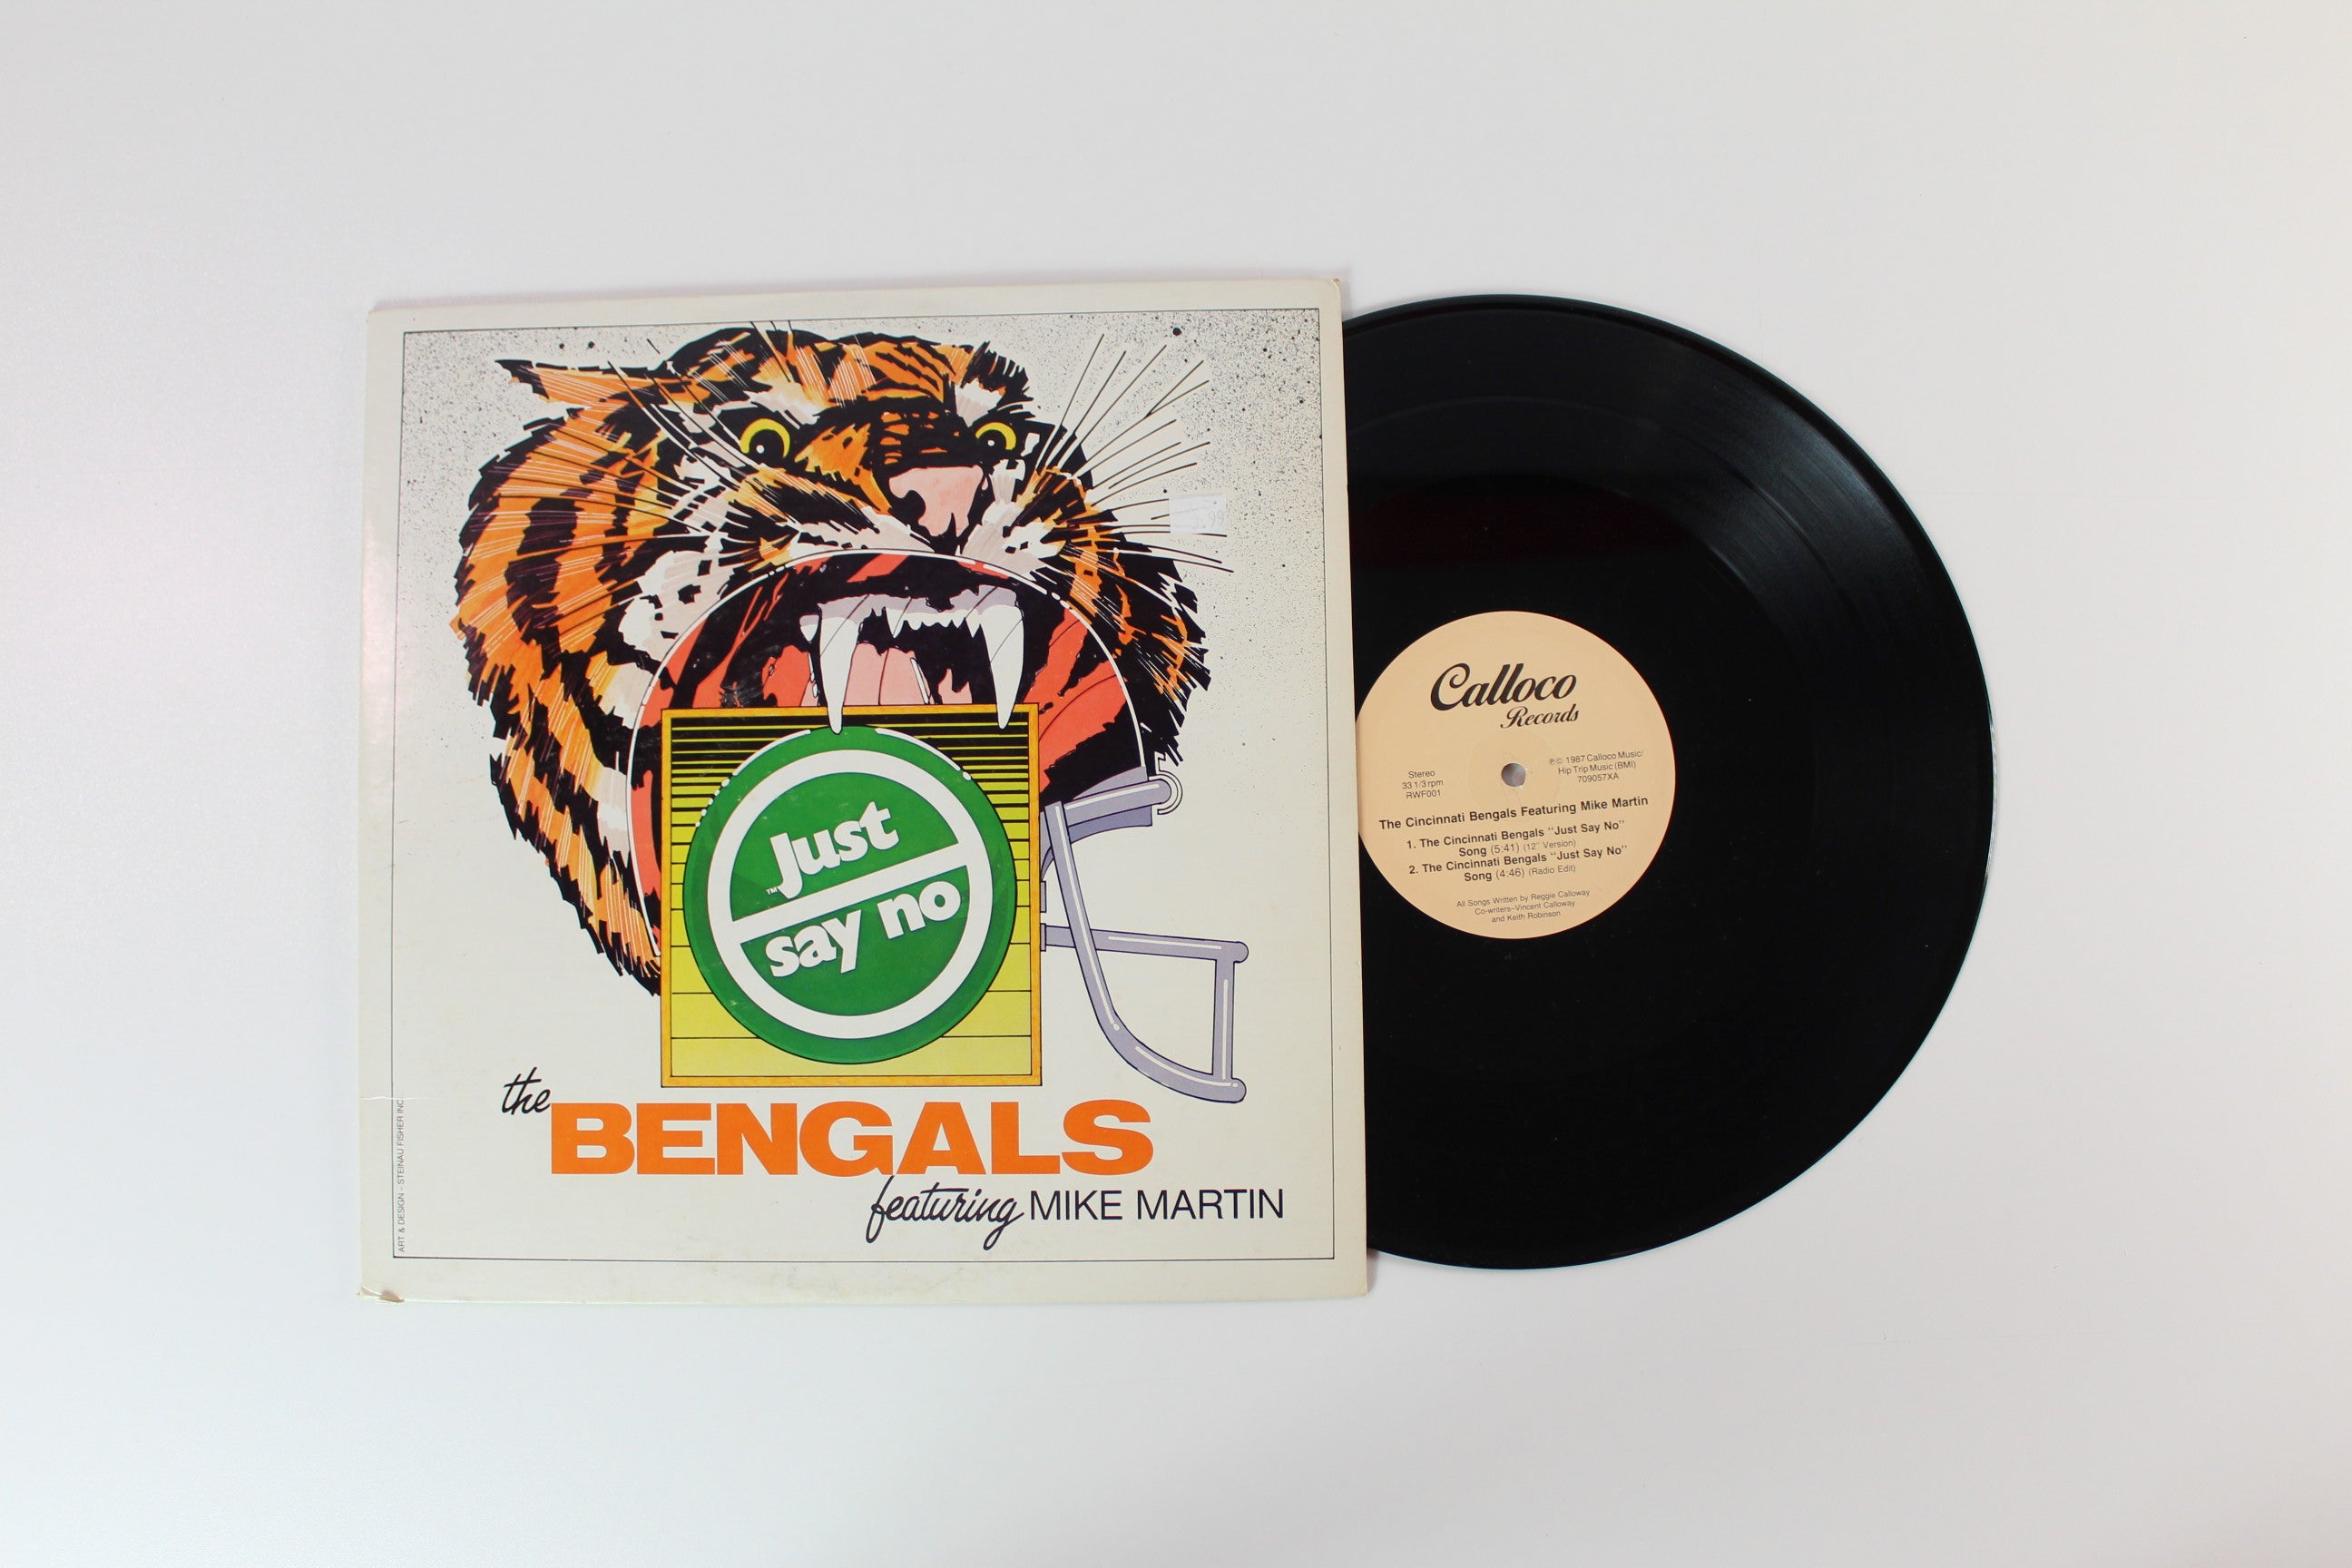 Just
™
say no
the
BENGALS
featuring MIKE MARTIN
ART & DESIGN - STEINAU FISHER INC.
Calloco
Records
Stereo
33 1/3 rpm
RWF001
℗© 1987 Calloco Music/
Hip Trip Music (BMI)
709057XA
The Cincinnati Bengals Featuring Mike Martin
1. The Cincinnati Bengals "Just Say No"
Song (5:41) (12" Version)
2. The Cincinnati Bengals "Just Say No"
Song (4:46) (Radio Edit)
All Songs Written by Reggie Calloway
Co-writers–Vincent Calloway
and Keith Robinson